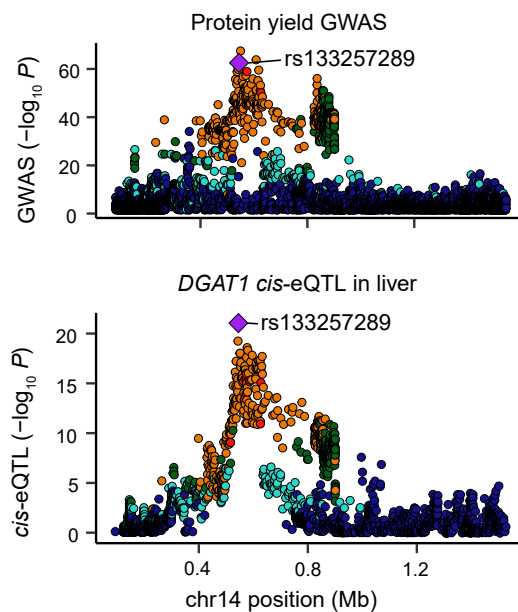 Protein yield GWAS
rs133257289
GWAS (−log₁₀ P)
60
40
20
0
DGAT1 cis-eQTL in liver
rs133257289
cis-eQTL (−log₁₀ P)
20
15
10
5
0
0.4 0.8 1.2
chr14 position (Mb)